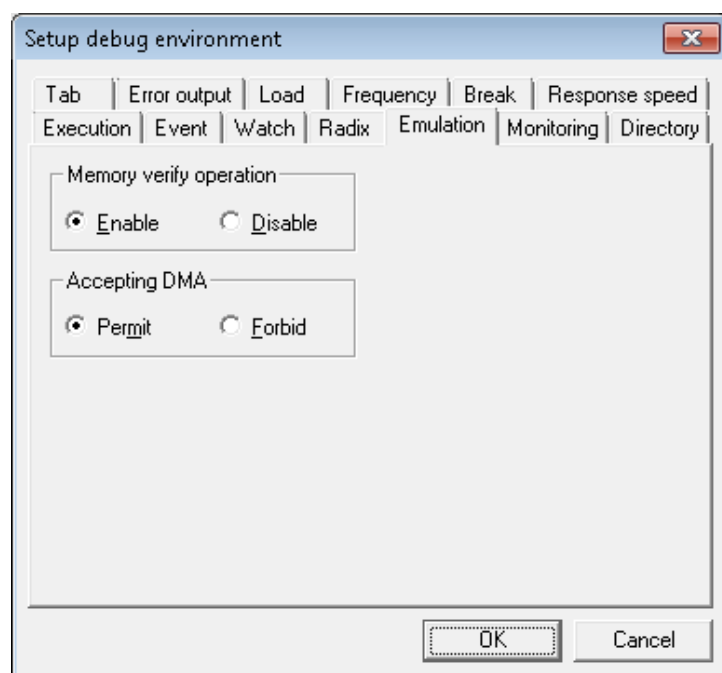 Setup debug environment
Tab Error output Load Frequency Break Response speed
Execution Event Watch Radix Emulation Monitoring Directory
Memory verify operation
Enable Disable
Accepting DMA
Permit Forbid
OK Cancel